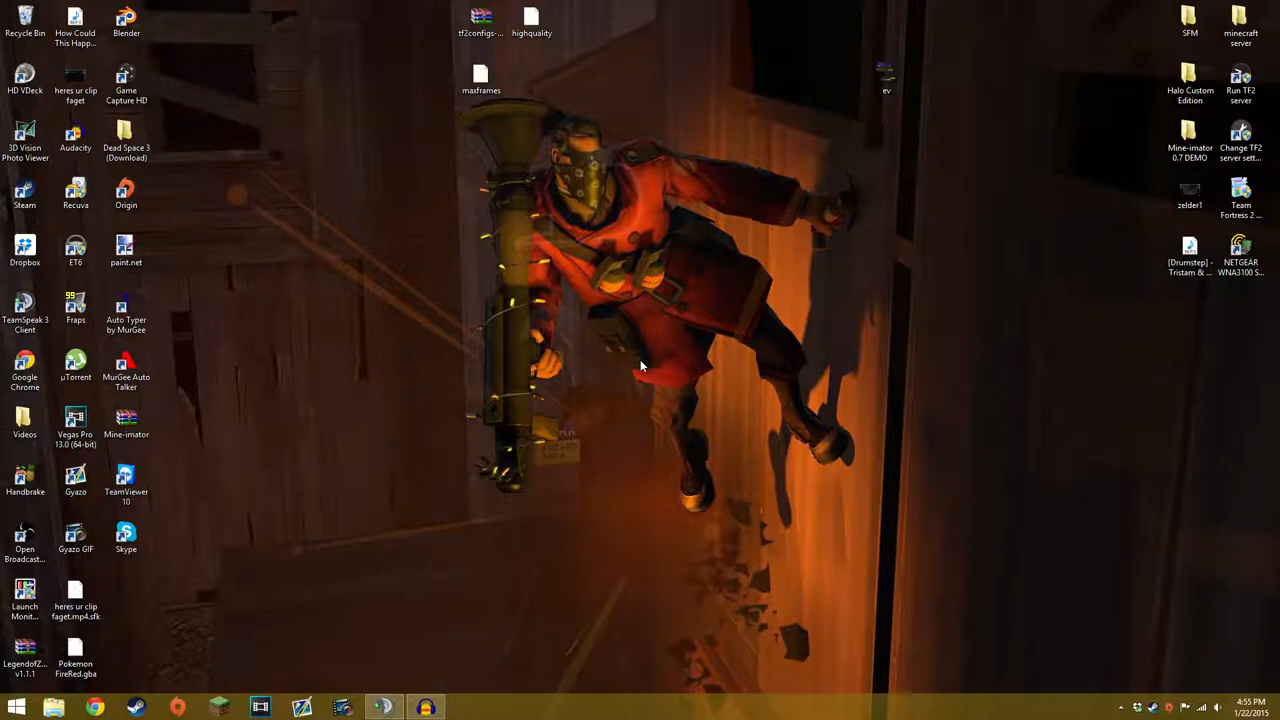 Recycle Bin
How Could
This Happ...
Blender
HD VDeck
heres ur clip
faget
Game
Capture HD
3D Vision
Photo Viewer
Audacity
Dead Space 3
(Download)
Steam
Recuva
Origin
Dropbox
ET6
paint.net
TeamSpeak 3
Client
99
Fraps
Auto Typer
by MurGee
Google
Chrome
µTorrent
MurGee Auto
Talker
Videos
Vegas Pro
13.0 (64-bit)
Mine-imator
Handbrake
Gyazo
TeamViewer
10
Open
Broadcast...
Gyazo GIF
Skype
Launch
Monit...
heres ur clip
faget.mp4.sfk
LegendofZ...
v1.1.1
Pokemon
FireRed.gba
tf2configs-...
highquality
maxframes
ev
SFM
minecraft
server
Halo Custom
Edition
Run TF2
server
Mine-imator
0.7 DEMO
Change TF2
server sett...
zelder1
Team
Fortress 2 ...
[Drumstep] -
Tristam & ...
NETGEAR
WNA3100 S...
4:55 PM
1/22/2015